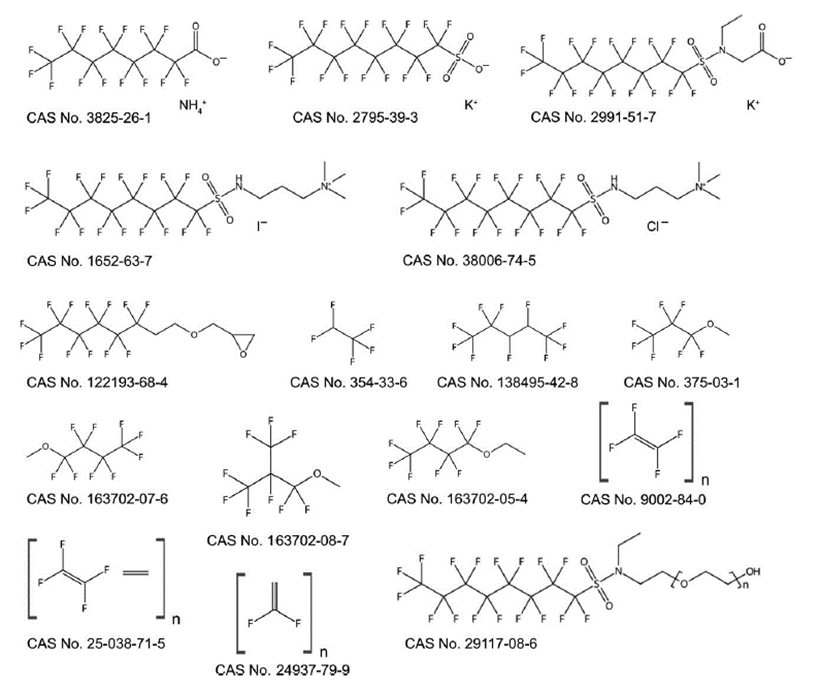 NH₄⁺
K⁺
K⁺
CAS No. 3825-26-1
CAS No. 2795-39-3
CAS No. 2991-51-7
I⁻
Cl⁻
CAS No. 1652-63-7
CAS No. 38006-74-5
CAS No. 122193-68-4
CAS No. 354-33-6
CAS No. 138495-42-8
CAS No. 375-03-1
n
CAS No. 163702-07-6
CAS No. 163702-05-4
CAS No. 9002-84-0
CAS No. 163702-08-7
n
OH
n
CAS No. 25-038-71-5
CAS No. 29117-08-6
n
CAS No. 24937-79-9